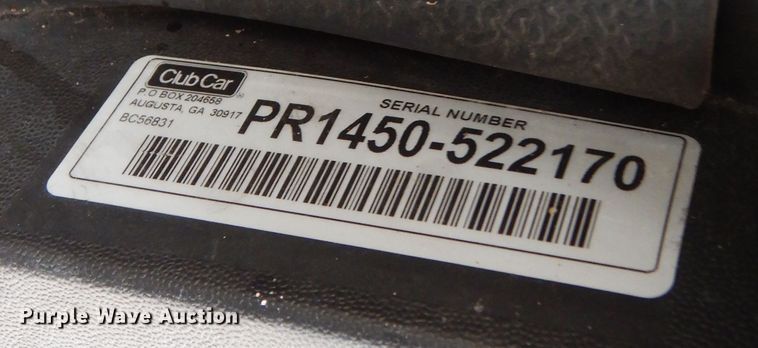 Club Car
P.O BOX 204658
AUGUSTA, GA 30917
BC56831
SERIAL NUMBER
PR1450-522170
Purple Wave Auction